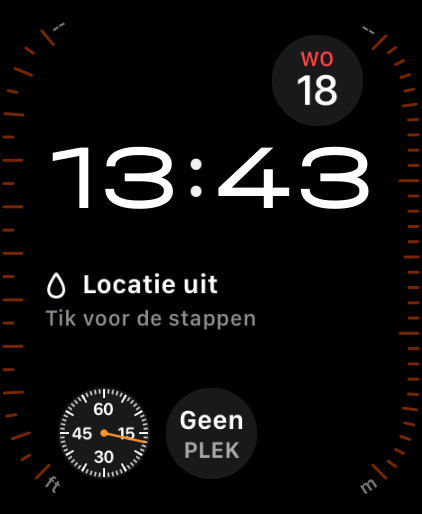 --
--
WO
18
13:43
Locatie uit
Tik voor de stappen
60
45 15
30
Geen
PLEK
ft
m